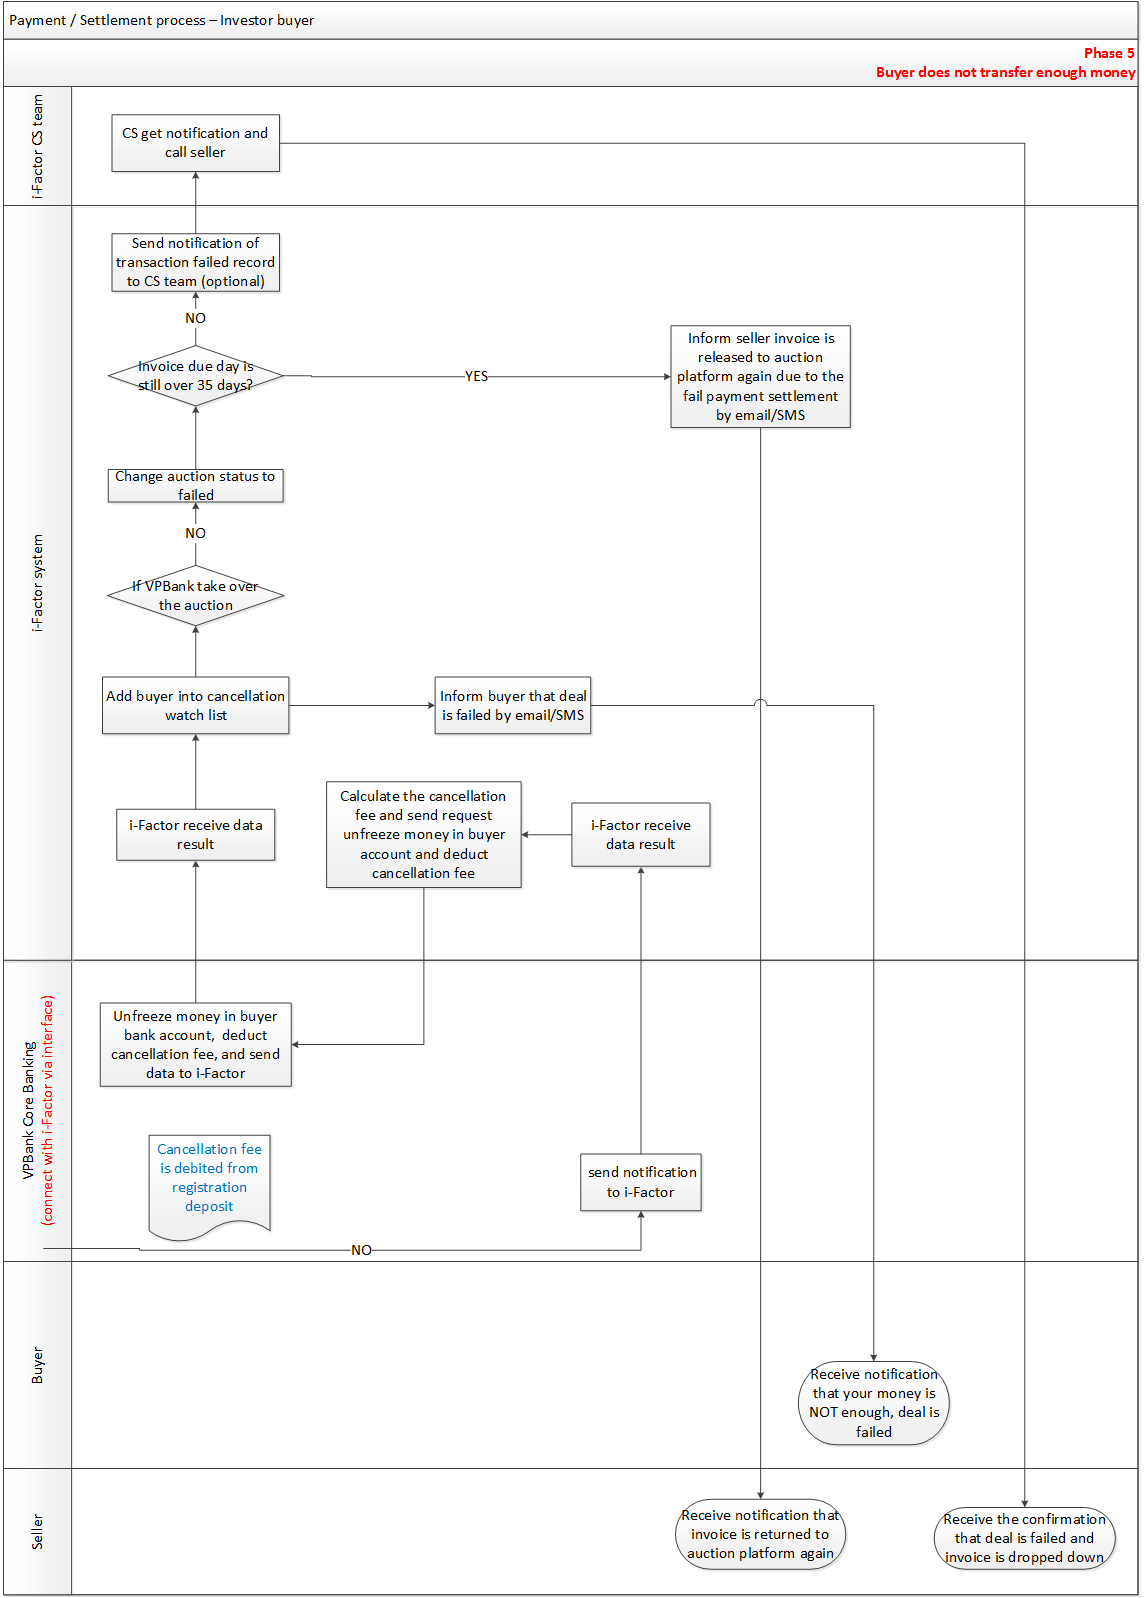 Payment / Settlement process – Investor buyer
Phase 5
Buyer does not transfer enough money
i-Factor CS team
CS get notification and
call seller
i-Factor system
Send notification of
transaction failed record
to CS team (optional)
NO
Invoice due day is
still over 35 days?
YES
Inform seller invoice is
released to auction
platform again due to the
fail payment settlement
by email/SMS
Change auction status to
failed
NO
If VPBank take over
the auction
Add buyer into cancellation
watch list
Inform buyer that deal
is failed by email/SMS
i-Factor receive data
result
Calculate the cancellation
fee and send request
unfreeze money in buyer
account and deduct
cancellation fee
i-Factor receive
data result
VPBank Core Banking
(connect with i-Factor via interface)
Unfreeze money in buyer
bank account,  deduct
cancellation fee, and send
data to i-Factor
Cancellation fee
is debited from
registration
deposit
send notification
to i-Factor
NO
Buyer
Receive notification
that your money is
NOT enough, deal is
failed
Seller
Receive notification that
invoice is returned to
auction platform again
Receive the confirmation
that deal is failed and
invoice is dropped down